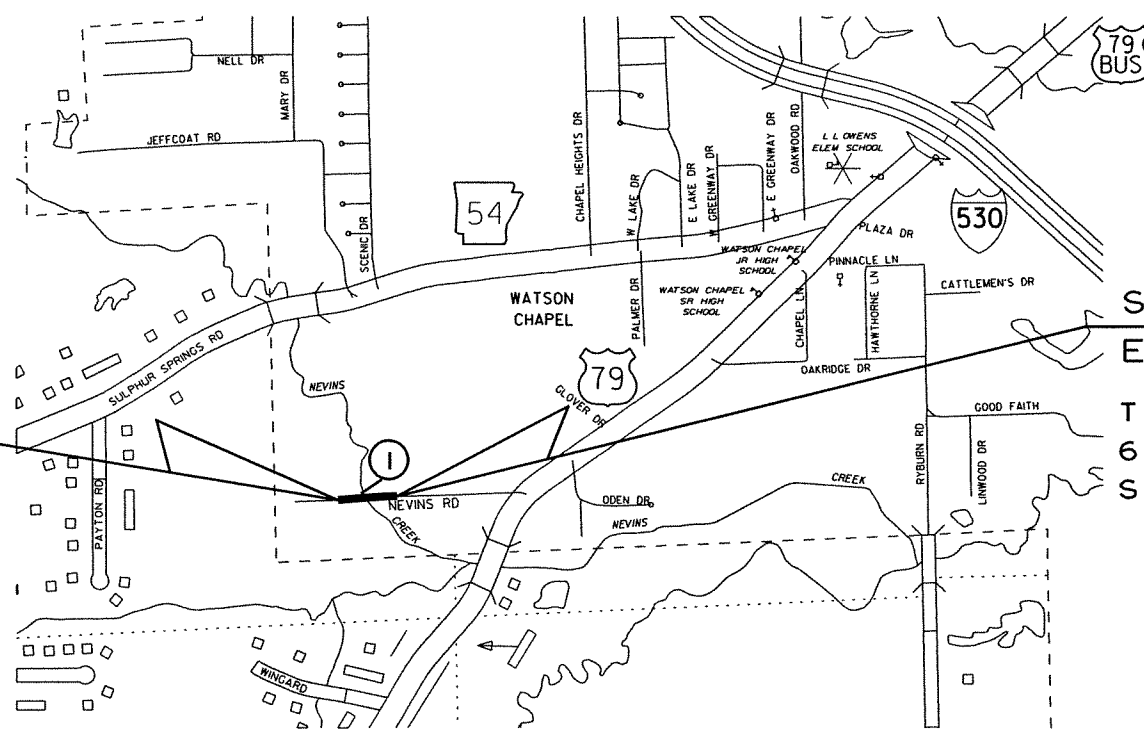 79
BUS
NELL DR
MARY DR
JEFFCOAT RD
SCENIC DR
54
CHAPEL HEIGHTS DR
W LAKE DR
E LAKE DR
W GREENWAY DR
E GREENWAY DR
OAKWOOD RD
L L OWENS
ELEM SCHOOL
530
PLAZA DR
WATSON CHAPEL
JR HIGH
SCHOOL
PINNACLE LN
WATSON CHAPEL
SR HIGH
SCHOOL
CATTLEMEN'S DR
WATSON
CHAPEL
PALMER DR
CHAPEL LN
HAWTHORNE LN
S
E
SULPHUR SPRINGS RD
OAKRIDGE DR
79
NEVINS
GLOVER DR
GOOD FAITH
T
6
S
RYBURN RD
LINWOOD DR
1
PAYTON RD
NEVINS RD
CREEK
ODEN DR
NEVINS
CREEK
WINGARD